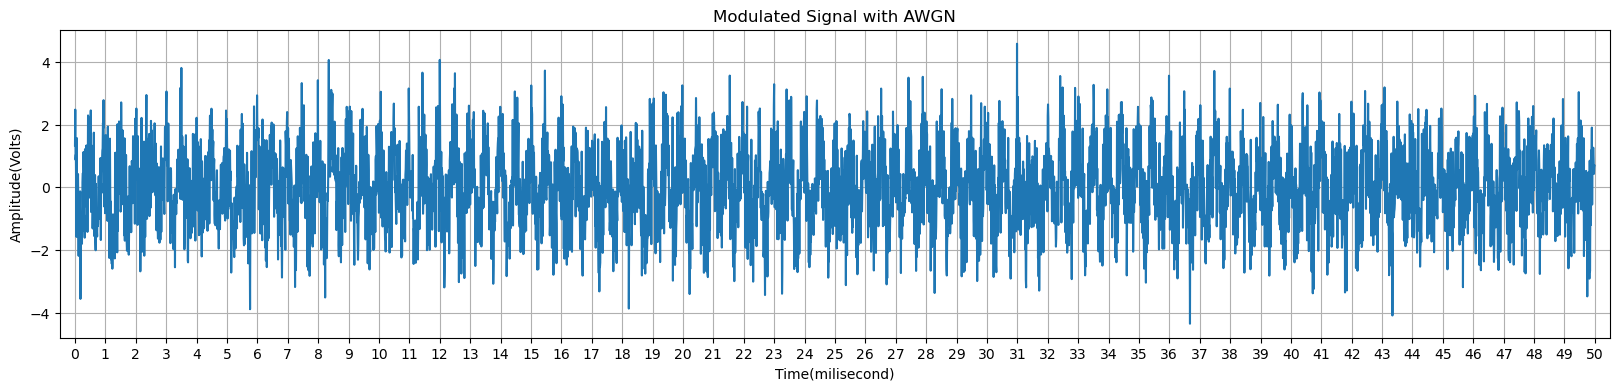 Modulated Signal with AWGN
Amplitude(Volts)
4
2
0
−2
−4
0 1 2 3 4 5 6 7 8 9 10 11 12 13 14 15 16 17 18 19 20 21 22 23 24 25 26 27 28 29 30 31 32 33 34 35 36 37 38 39 40 41 42 43 44 45 46 47 48 49 50
Time(milisecond)